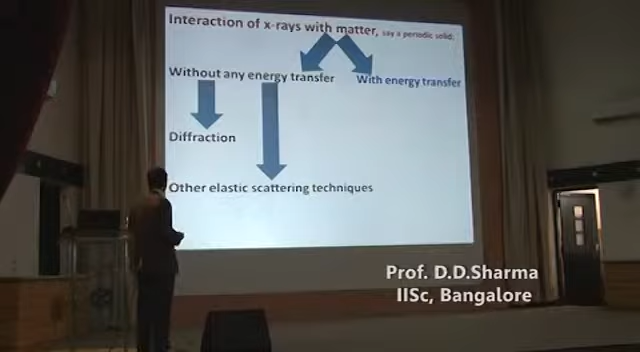 Interaction of x-rays with matter, say a periodic solid.
Without any energy transfer
With energy transfer
Diffraction
Other elastic scattering techniques
Prof. D.D.Sharma
IISc, Bangalore